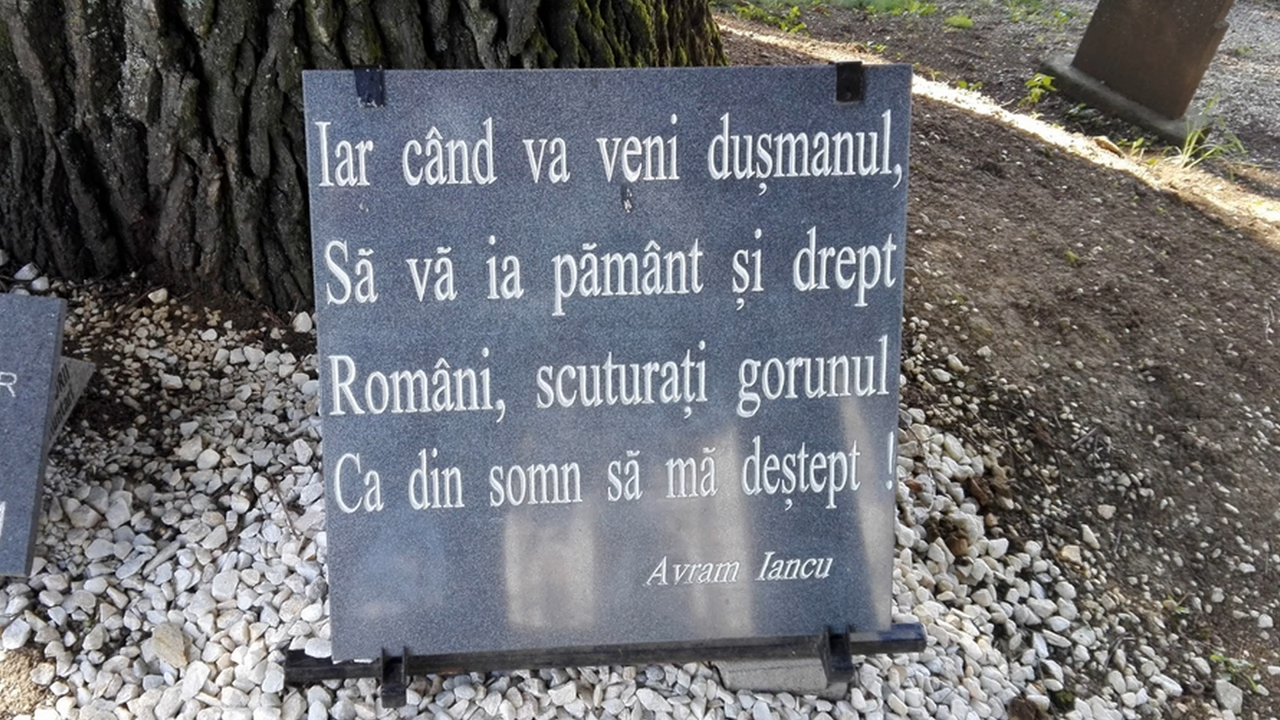 Iar când va veni dușmanul,
Să vă ia pământ și drept
Români, scuturați gorunul
Ca din somn să mă deștept !
Avram Iancu